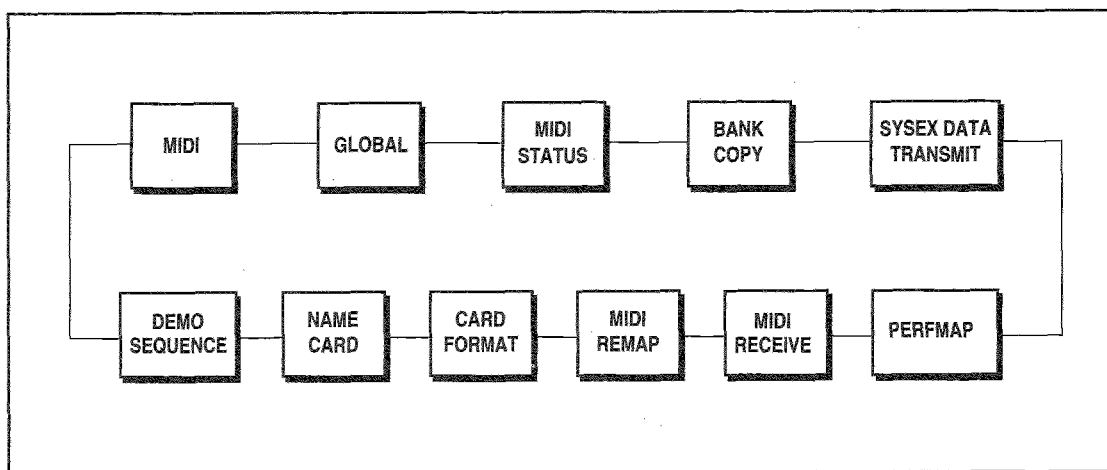 MIDI
GLOBAL
MIDI
STATUS
BANK
COPY
SYSEX DATA
TRANSMIT
DEMO
SEQUENCE
NAME
CARD
CARD
FORMAT
MIDI
REMAP
MIDI
RECEIVE
PERFMAP